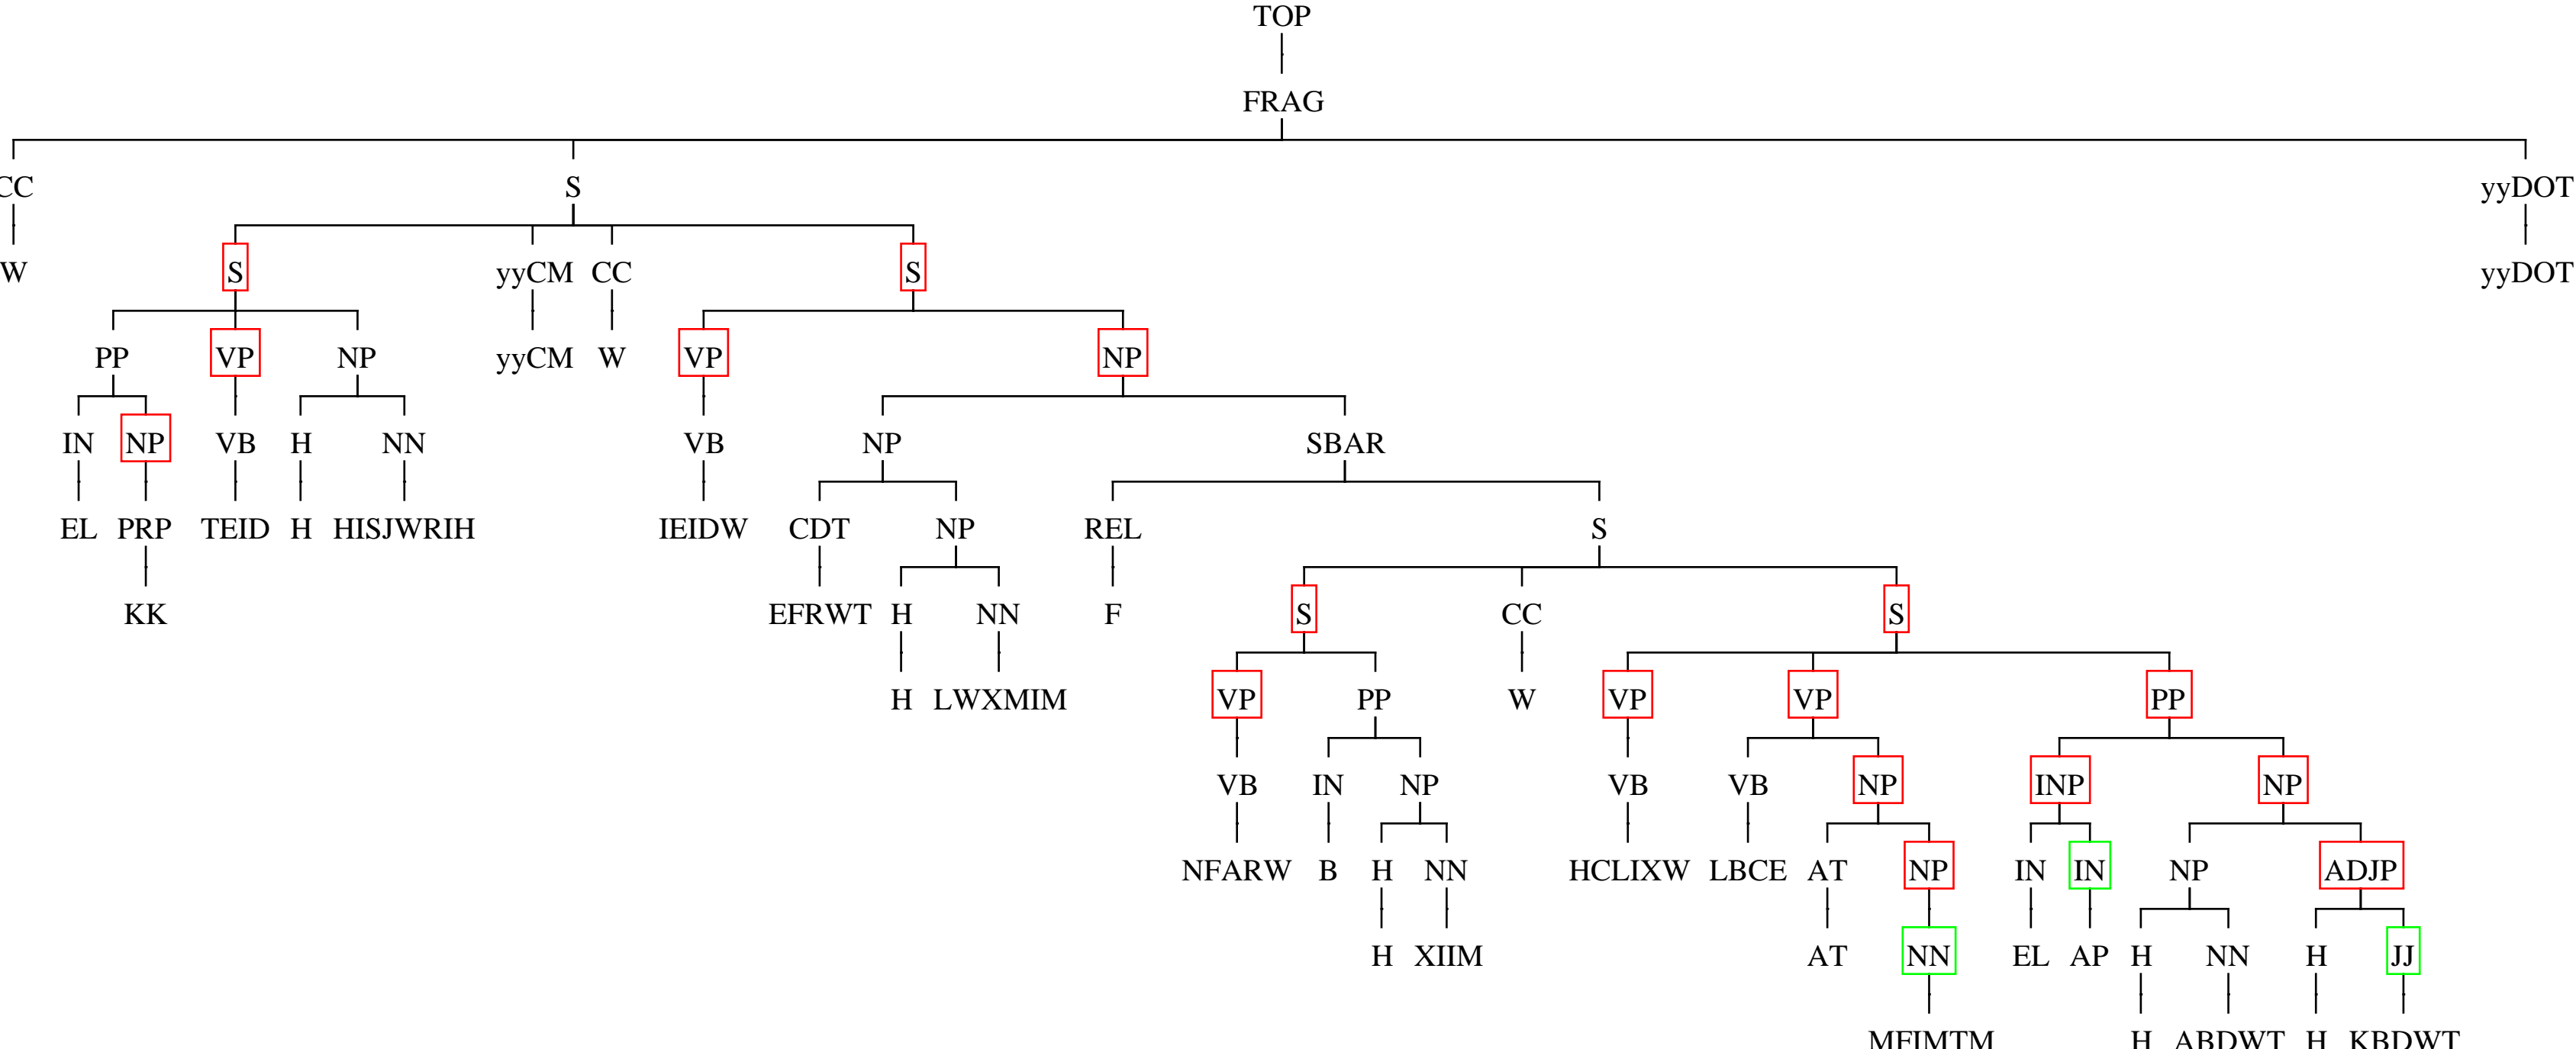 TOP
FRAG
CC S yyDOT
W S yyCM CC S yyDOT
PP VP NP yyCM W VP NP
IN NP VB H NN VB NP SBAR
EL PRP TEID H HISJWRIH IEIDW CDT NP REL S
KK EFRWT H NN F S CC S
H LWXMIM VP PP W VP VP PP
VB IN NP VB VB NP INP NP
NFARW B H NN HCLIXW LBCE AT NP IN IN NP ADJP
H XIIM AT NN EL AP H NN H JJ
MFIMTM H ABDWT H KBDWT